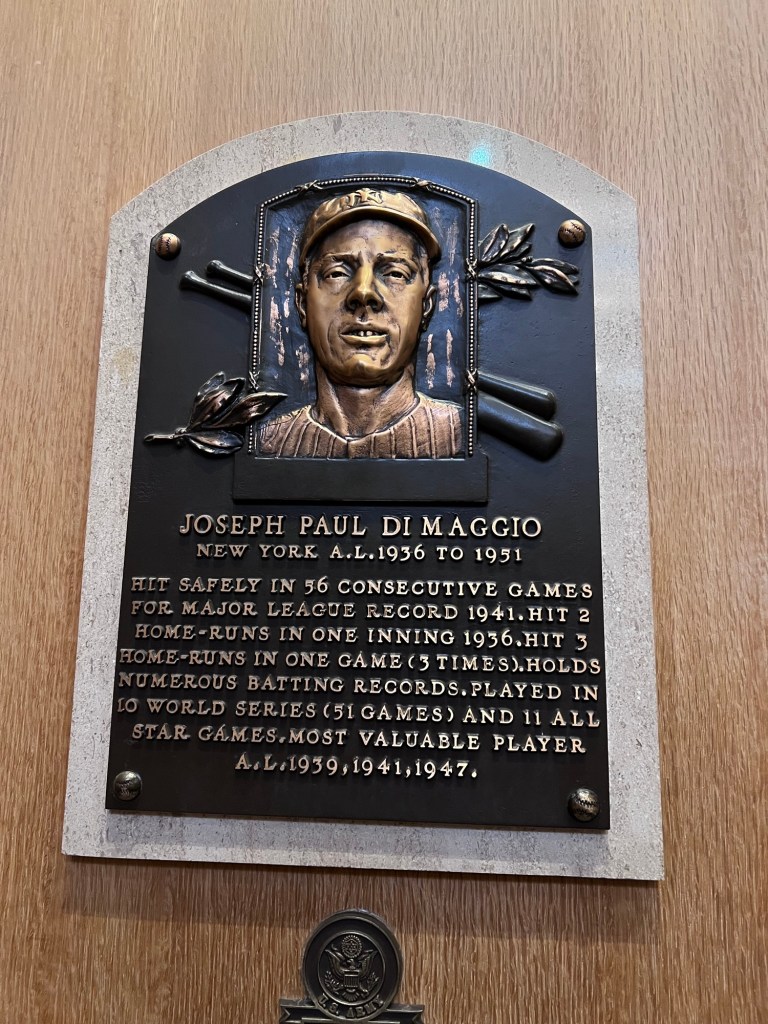 NY
JOSEPH PAUL DI MAGGIO
NEW YORK A.L.1936 TO 1951
HIT SAFELY IN 56 CONSECUTIVE GAMES
FOR MAJOR LEAGUE RECORD 1941.HIT 2
HOME-RUNS IN ONE INNING 1936.HIT 3
HOME-RUNS IN ONE GAME (3 TIMES).HOLDS
NUMEROUS BATTING RECORDS.PLAYED IN
10 WORLD SERIES (51 GAMES) AND 11 ALL
STAR GAMES.MOST VALUABLE PLAYER
A.L.1939,1941,1947.
U.S. ARMY